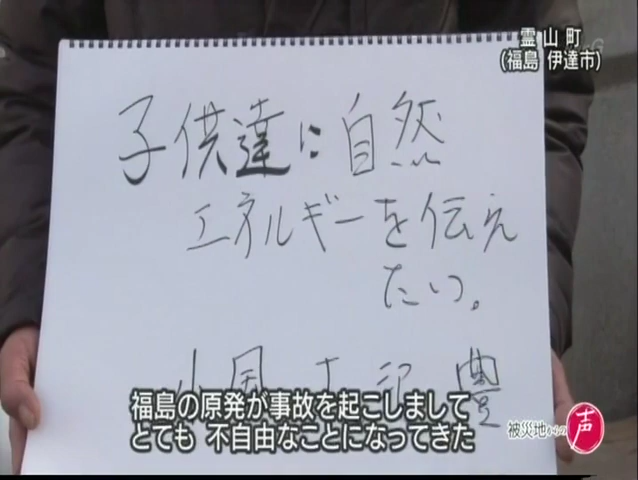 霊山町
(福島 伊達市)
子供達に自然
エネルギーを伝え
たい。
福島の原発が事故を起こしまして
とても 不自由なことになってきた
被災地からの声